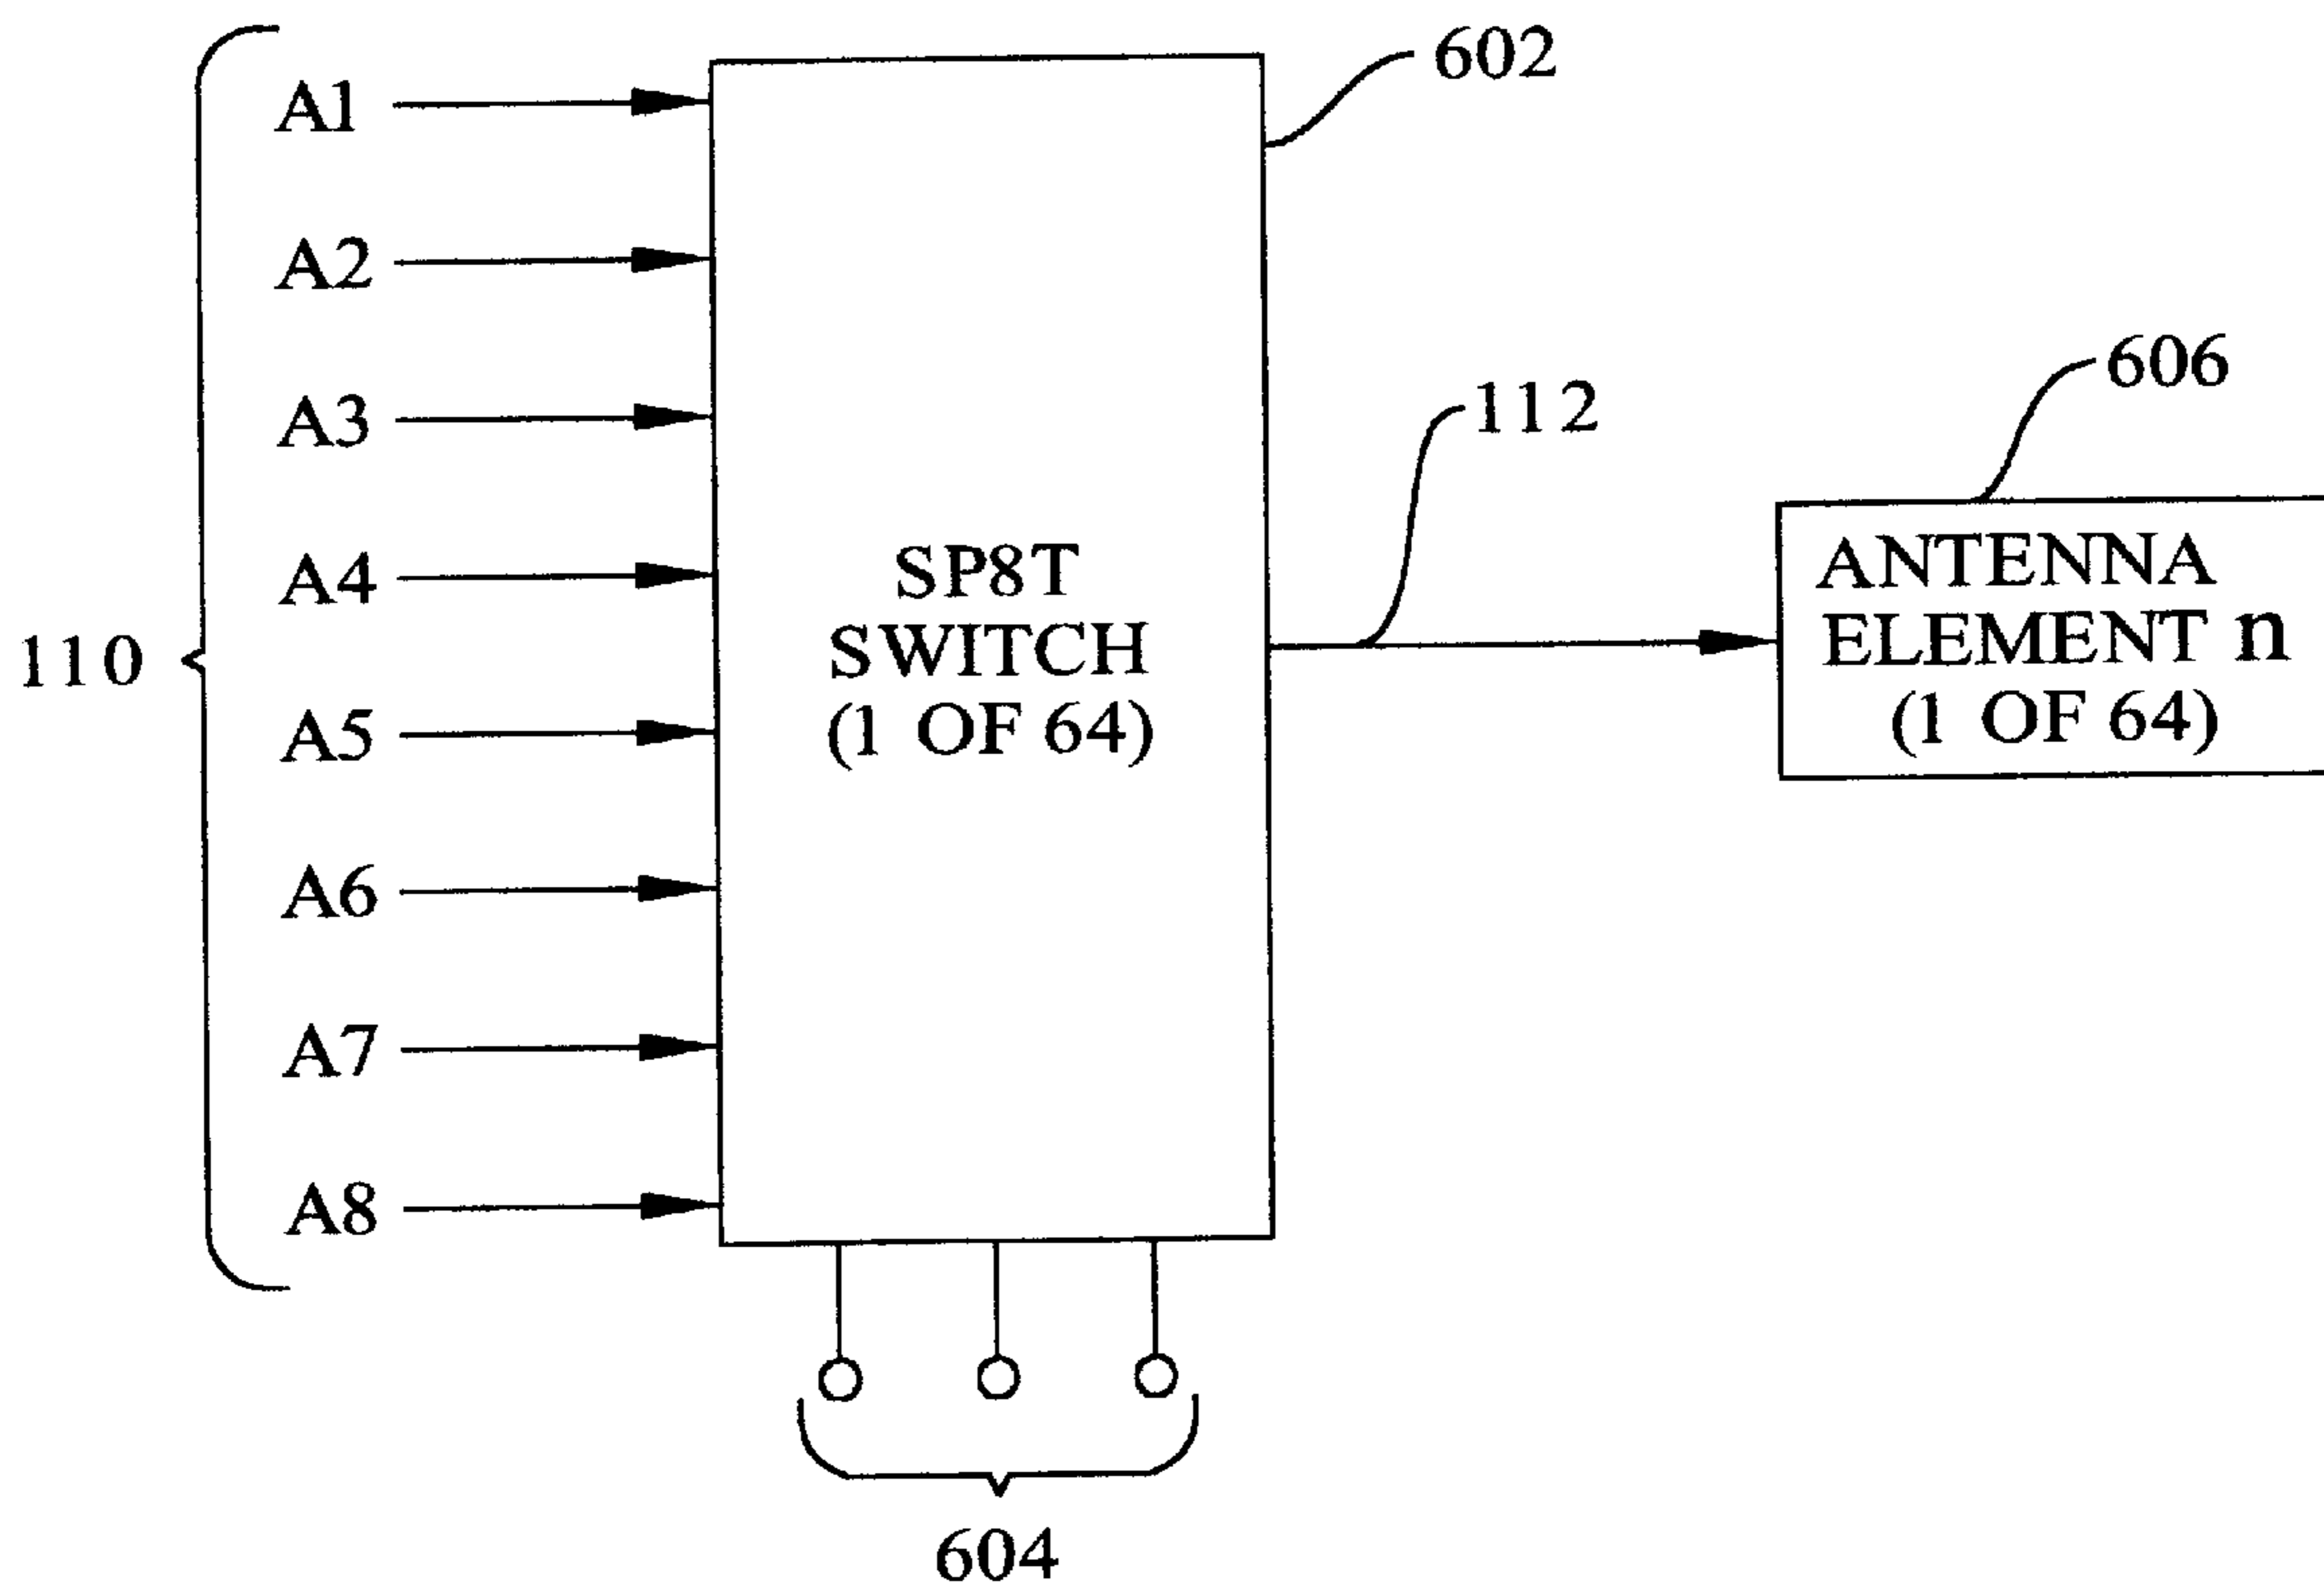 602
A1
A2
606
112
A3
A4
SP8T
SWITCH
(1 OF 64)
ANTENNA
ELEMENT n
(1 OF 64)
110
A5
A6
A7
A8
604